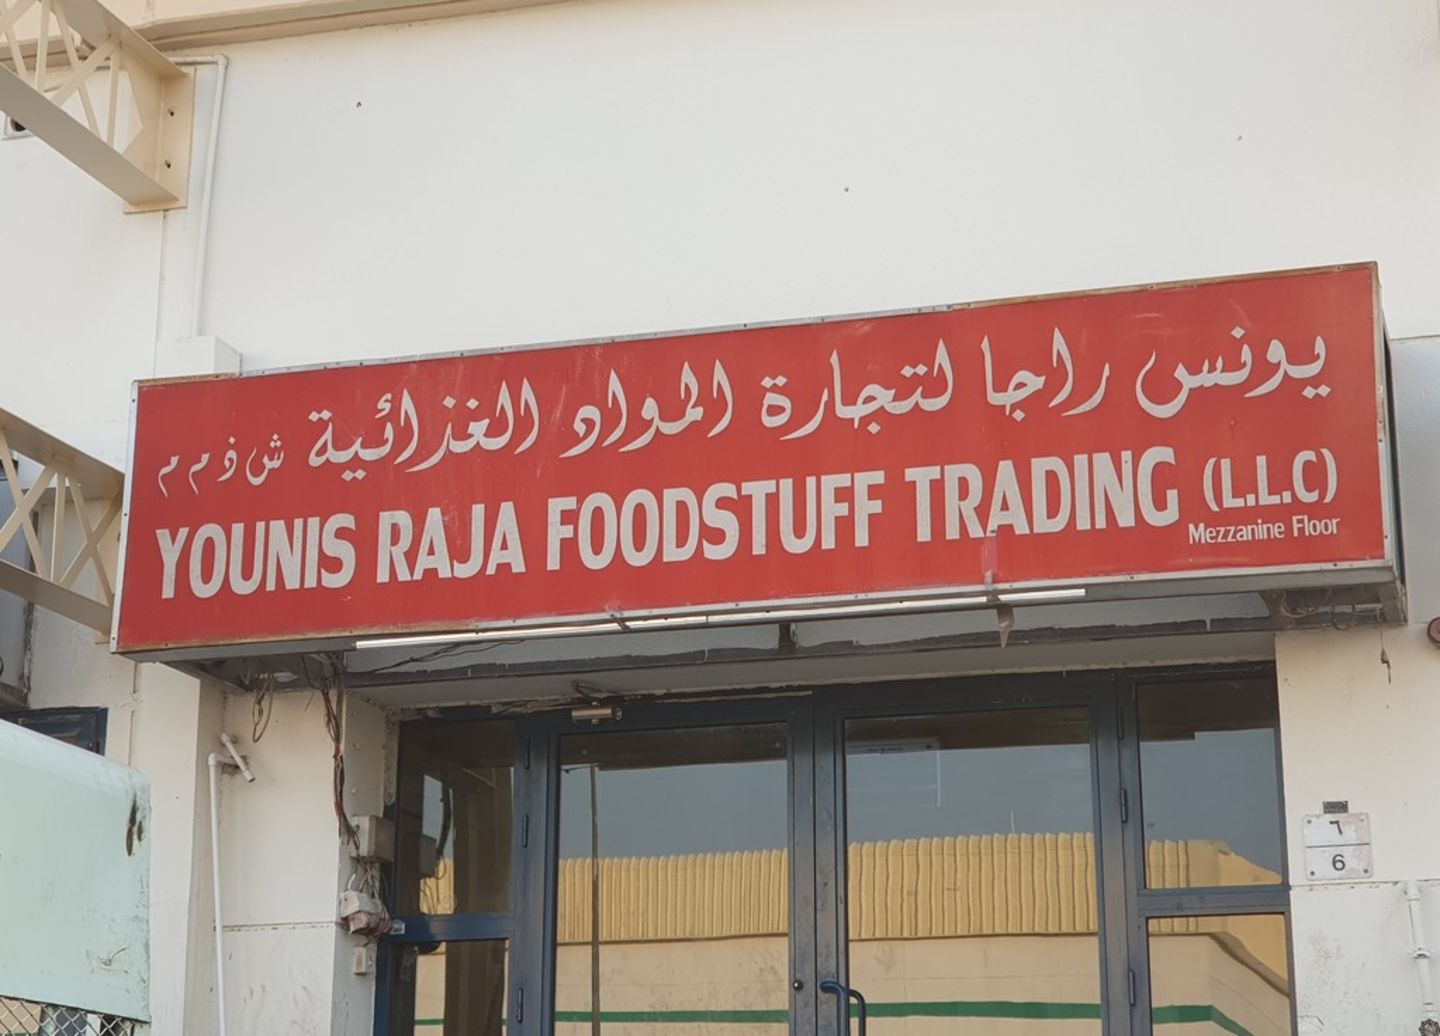 يونس راجا لتجارة المواد الغذائية ش ذ م م
YOUNIS RAJA FOODSTUFF TRADING (L.L.C)
Mezzanine Floor
٦
6